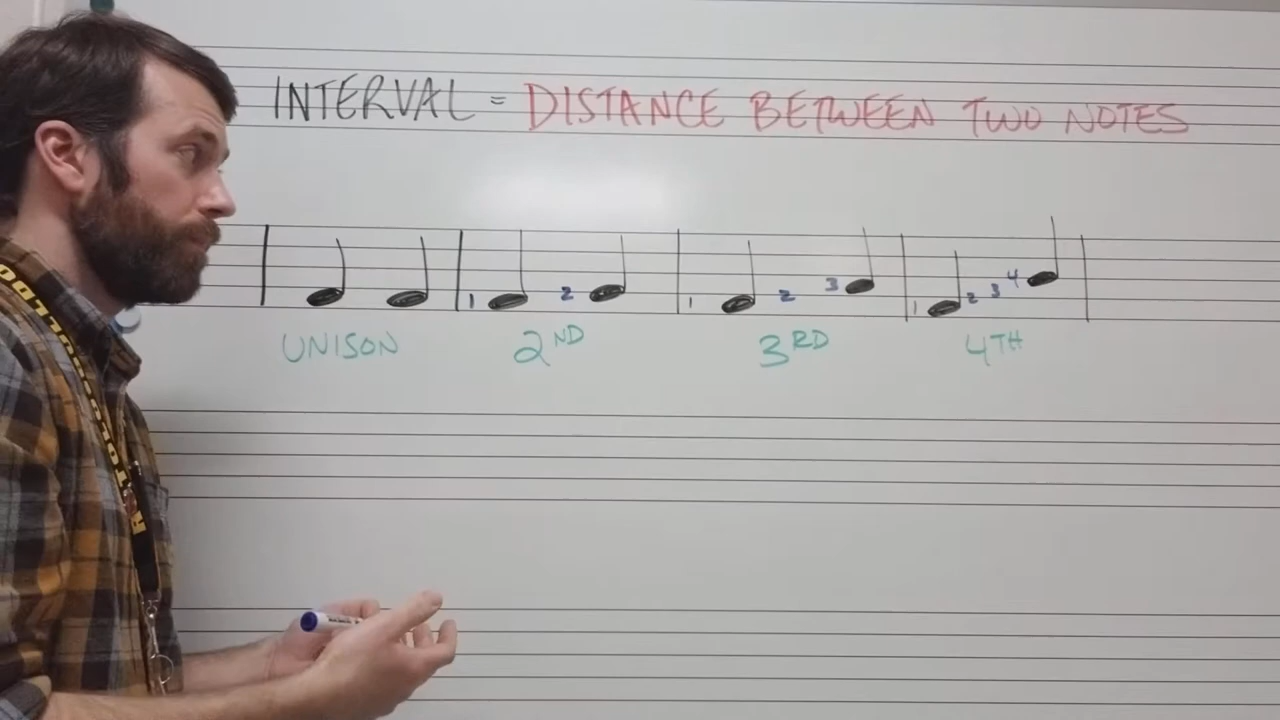 INTERVAL = DISTANCE BETWEEN TWO NOTES
1 2 1 2 3 1 2 3 4
UNISON 2ND 3RD 4TH